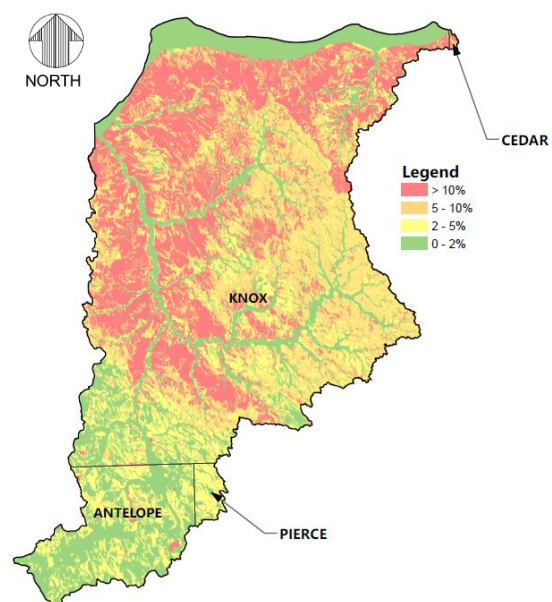 NORTH
CEDAR
Legend
> 10%
5 - 10%
2 - 5%
0 - 2%
KNOX
ANTELOPE
PIERCE